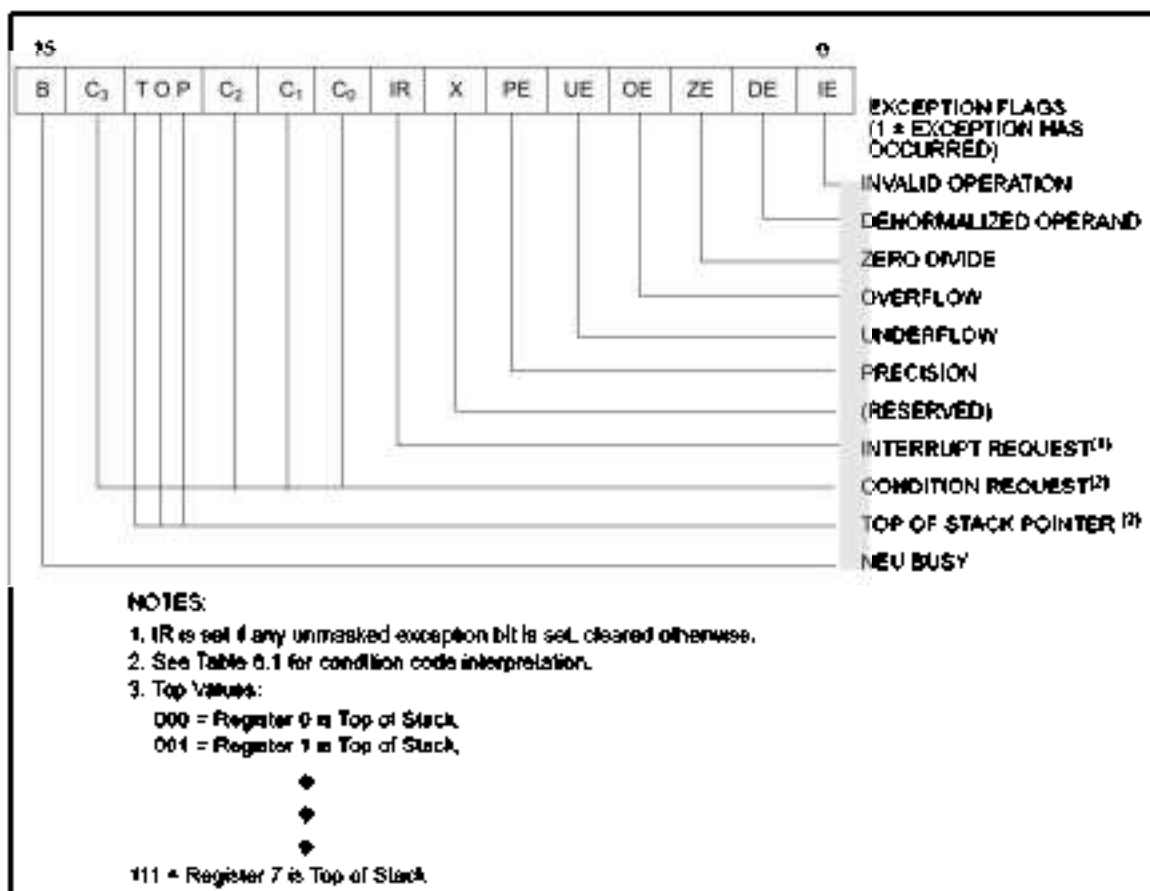 15 0
B C₃ T O P C₂ C₁ C₀ IR X PE UE OE ZE DE IE
EXCEPTION FLAGS
(1 = EXCEPTION HAS
OCCURRED)
INVALID OPERATION
DENORMALIZED OPERAND
ZERO DIVIDE
OVERFLOW
UNDERFLOW
PRECISION
(RESERVED)
INTERRUPT REQUEST(1)
CONDITION REQUEST(2)
TOP OF STACK POINTER (3)
NEU BUSY
NOTES:
1. IR is set if any unmasked exception bit is set, cleared otherwise.
2. See Table 6.1 for condition code interpretation.
3. Top Values:
000 = Register 0 is Top of Stack.
001 = Register 1 is Top of Stack.
111 = Register 7 is Top of Stack